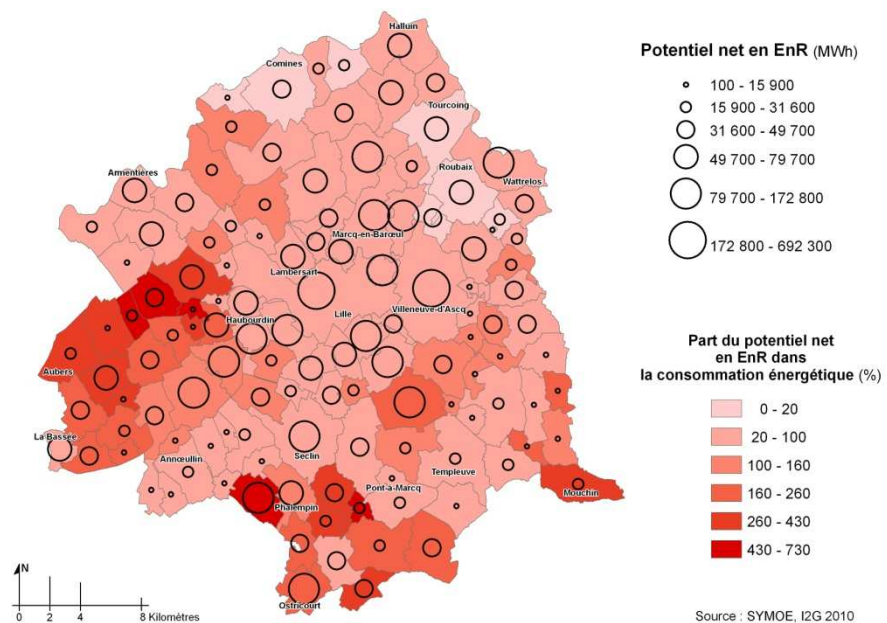 Halluin
Comines
Tourcoing
Roubaix
Wattrelos
Armentières
Marcq-en-Barœul
Lambersart
Lille
Villeneuve-d'Ascq
Haubourdin
Aubers
La Bassée
Annœullin
Seclin
Templeuve
Pont-à-Marcq
Mouchin
Phalempin
Ostricourt
N
0 2 4 8 Kilomètres
Potentiel net en EnR (MWh)
100 - 15 900
15 900 - 31 600
31 600 - 49 700
49 700 - 79 700
79 700 - 172 800
172 800 - 692 300
Part du potentiel net
en EnR dans
la consommation énergétique (%)
0 - 20
20 - 100
100 - 160
160 - 260
260 - 430
430 - 730
Source : SYMOE, I2G 2010